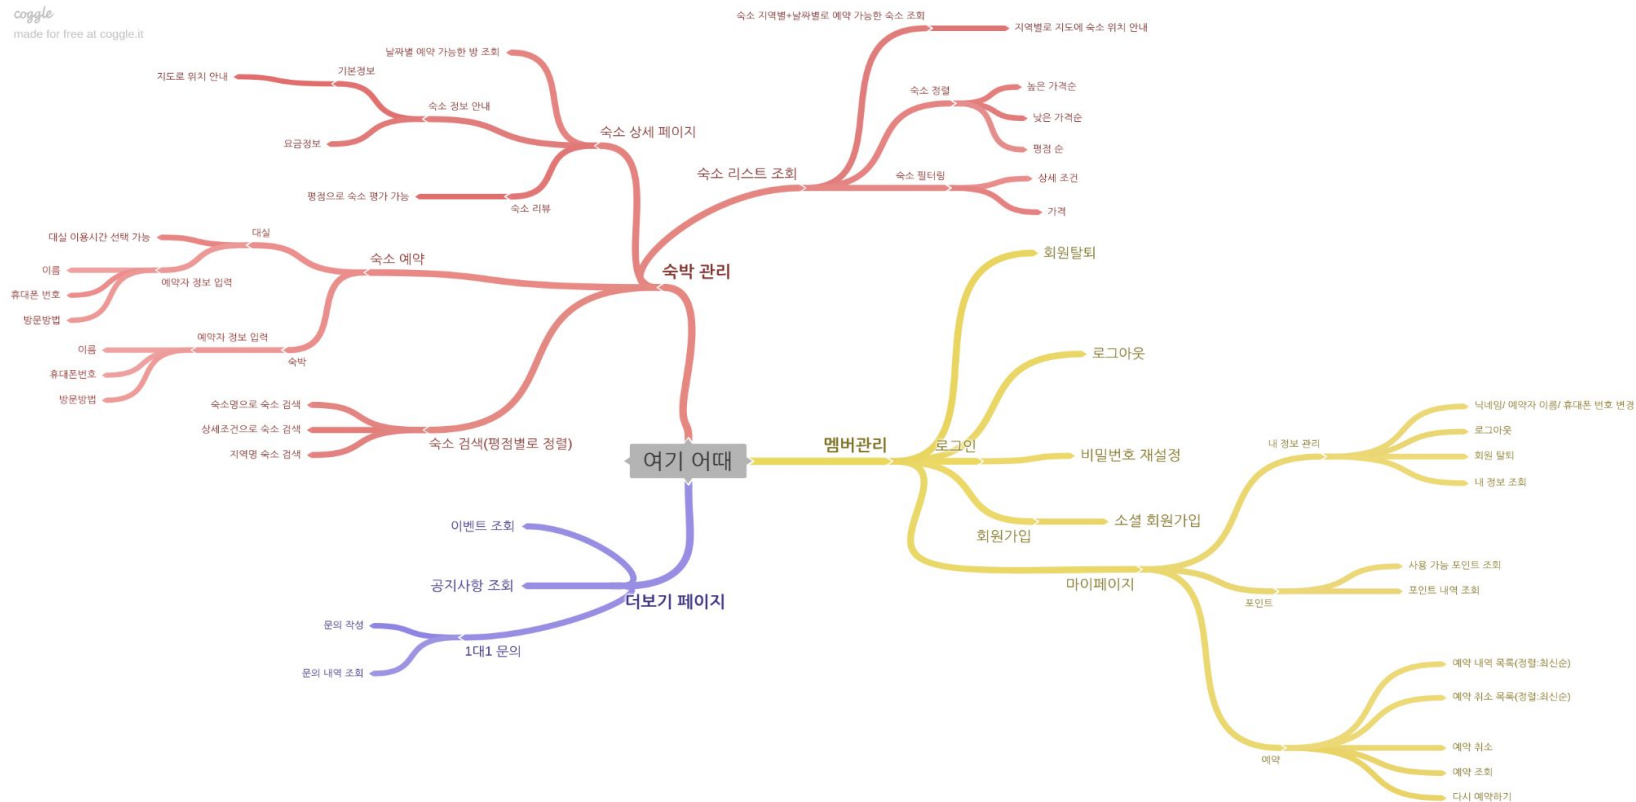 coggle
made for free at coggle.it
여기 어때
숙박 관리
숙소 리스트 조회
숙소 지역별+날짜별로 예약 가능한 숙소 조회
지역별로 지도에 숙소 위치 안내
숙소 정렬
높은 가격순
낮은 가격순
평점 순
숙소 필터링
상세 조건
가격
숙소 상세 페이지
날짜별 예약 가능한 방 조회
숙소 정보 안내
기본정보
지도로 위치 안내
요금정보
숙소 리뷰
평점으로 숙소 평가 가능
숙소 예약
대실
대실 이용시간 선택 가능
예약자 정보 입력
이름
휴대폰 번호
방문방법
숙박
예약자 정보 입력
이름
휴대폰번호
방문방법
숙소 검색(평점별로 정렬)
숙소명으로 숙소 검색
상세조건으로 숙소 검색
지역명 숙소 검색
멤버관리
회원탈퇴
로그아웃
로그인
비밀번호 재설정
회원가입
소셜 회원가입
마이페이지
내 정보 관리
닉네임/ 예약자 이름/ 휴대폰 번호 변경
로그아웃
회원 탈퇴
내 정보 조회
포인트
사용 가능 포인트 조회
포인트 내역 조회
예약
예약 내역 목록(정렬:최신순)
예약 취소 목록(정렬:최신순)
예약 취소
예약 조회
다시 예약하기
더보기 페이지
이벤트 조회
공지사항 조회
1대1 문의
문의 작성
문의 내역 조회